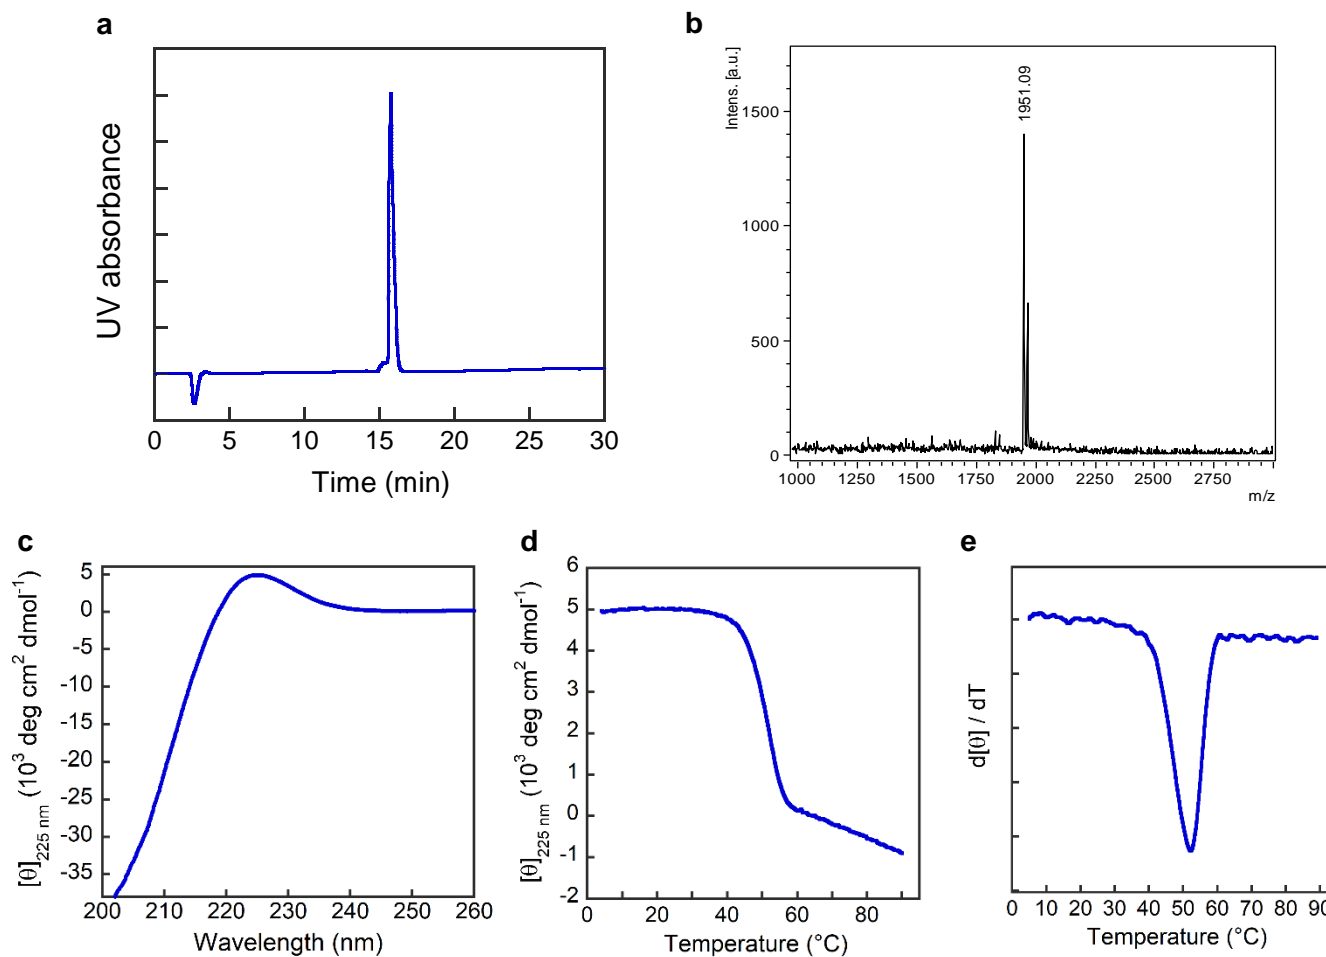 a
UV absorbance
0 5 10 15 20 25 30
Time (min)
b
Intens. [a.u.]
1951.09
1500
1000
500
0
1000 1250 1500 1750 2000 2250 2500 2750
m/z
c
[θ]225 nm (10³ deg cm² dmol⁻¹)
5
0
-5
-10
-15
-20
-25
-30
-35
200 210 220 230 240 250 260
Wavelength (nm)
d
[θ]225 nm (10³ deg cm² dmol⁻¹)
6
5
4
3
2
1
0
-1
-2
0 20 40 60 80
Temperature (°C)
e
d[θ] / dT
0 10 20 30 40 50 60 70 80 90
Temperature (°C)